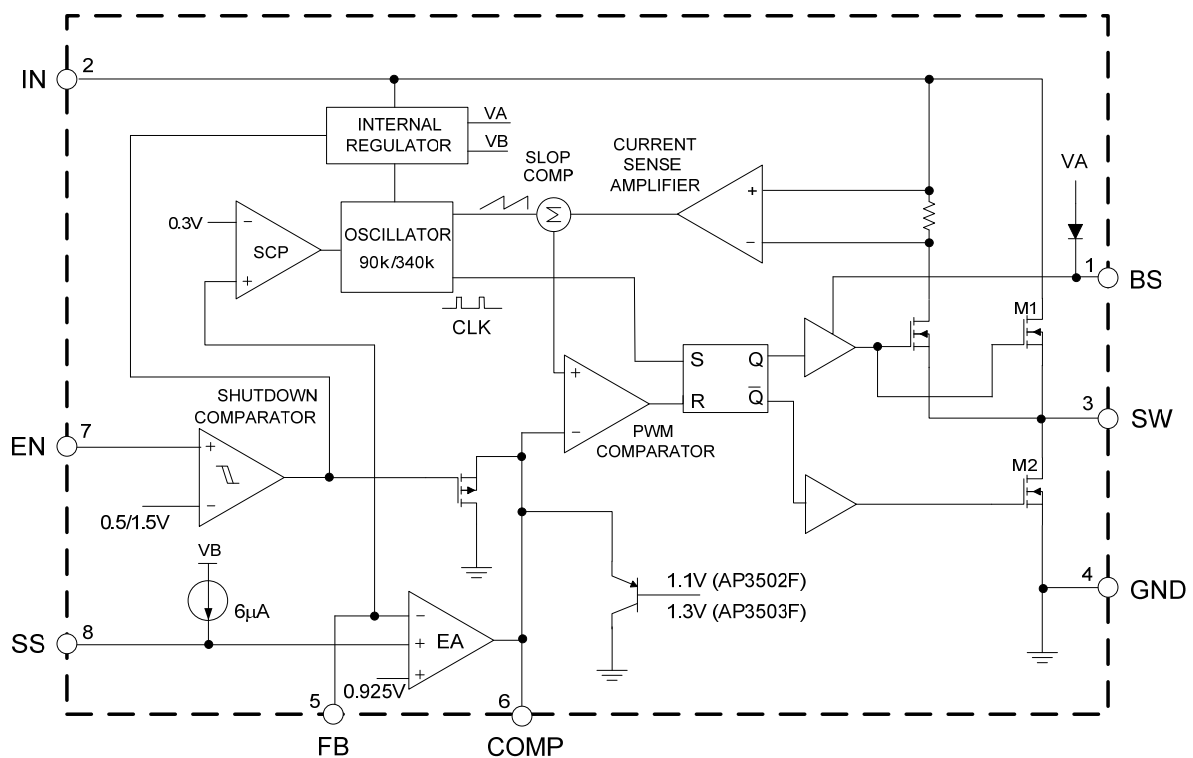 IN
2
INTERNAL
REGULATOR
VA
VB
SLOP
COMP
CURRENT
SENSE
AMPLIFIER
+
−
VA
0.3V
−
+
SCP
OSCILLATOR
90k/340k
Σ
CLK
1
BS
M1
S
Q
R
Q̅
+
−
PWM
COMPARATOR
3
SW
SHUTDOWN
COMPARATOR
EN
7
+
−
0.5/1.5V
M2
VB
6µA
1.1V (AP3502F)
1.3V (AP3503F)
4
GND
SS
8
−
+
+
EA
0.925V
5
FB
6
COMP